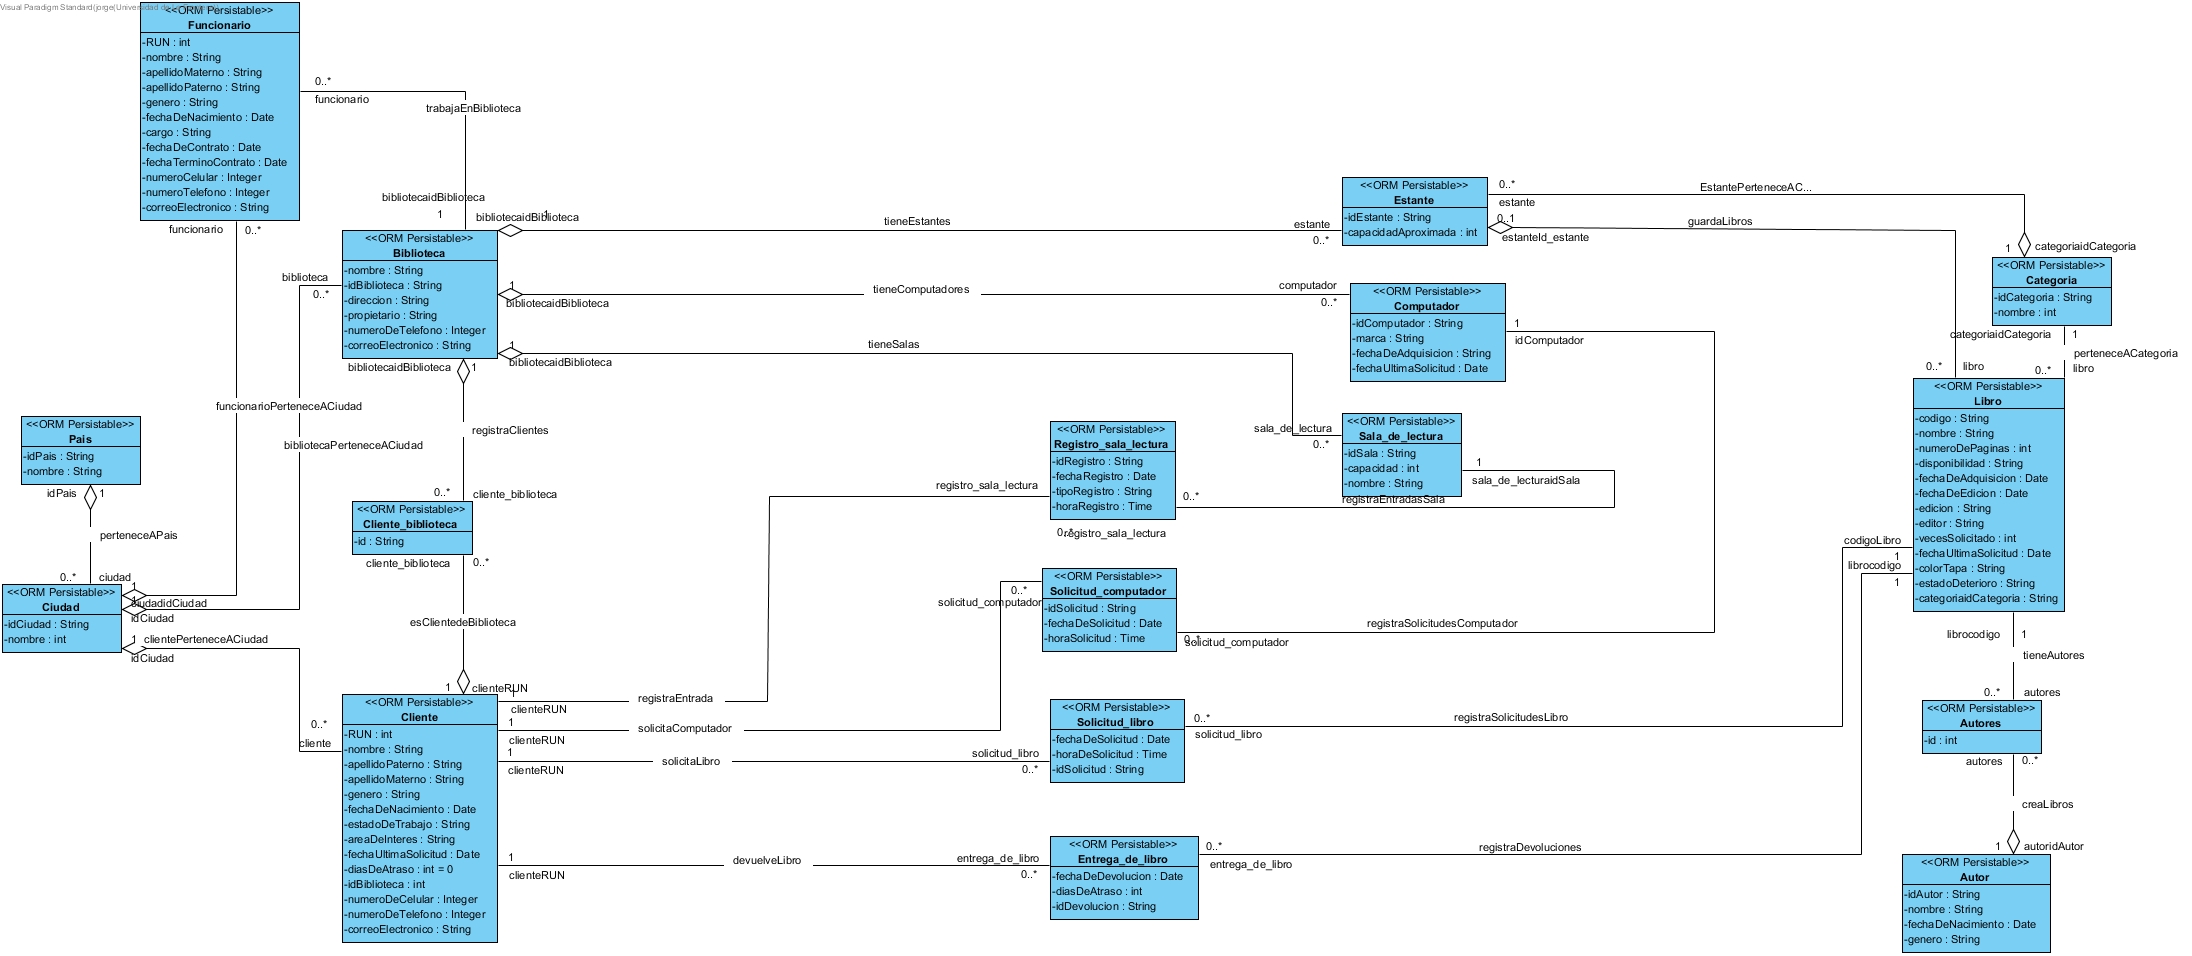 Visual Paradigm Standard(jorge(Universidad de
<<ORM Persistable>>
Funcionario
-RUN : int
-nombre : String
-apellidoMaterno : String
-apellidoPaterno : String
-genero : String
-fechaDeNacimiento : Date
-cargo : String
-fechaDeContrato : Date
-fechaTerminoContrato : Date
-numeroCelular : Integer
-numeroTelefono : Integer
-correoElectronico : String
0..*
funcionario
trabajaEnBiblioteca
bibliotecaidBiblioteca
1
funcionario
0..*
<<ORM Persistable>>
Biblioteca
-nombre : String
-idBiblioteca : String
-direccion : String
-propietario : String
-numeroDeTelefono : Integer
-correoElectronico : String
bibliotecaidBiblioteca
1
tieneEstantes
estante
0..*
1
bibliotecaidBiblioteca
tieneComputadores
computador
0..*
1
bibliotecaidBiblioteca
tieneSalas
sala_de_lectura
0..*
biblioteca
0..*
bibliotecaidBiblioteca
1
registraClientes
0..*
cliente_biblioteca
funcionarioPerteneceACiudad
bibliotecaPerteneceACiudad
<<ORM Persistable>>
Pais
-idPais : String
-nombre : String
idPais
1
perteneceAPais
0..*
ciudad
<<ORM Persistable>>
Ciudad
-idCiudad : String
-nombre : int
1
ciudadidCiudad
1
idCiudad
1
clientePerteneceACiudad
idCiudad
0..*
cliente
<<ORM Persistable>>
Cliente_biblioteca
-id : String
cliente_biblioteca
0..*
esClientedeBiblioteca
1
clienteRUN
<<ORM Persistable>>
Cliente
-RUN : int
-nombre : String
-apellidoPaterno : String
-apellidoMaterno : String
-genero : String
-fechaDeNacimiento : Date
-estadoDeTrabajo : String
-areaDeInteres : String
-fechaUltimaSolicitud : Date
-diasDeAtraso : int = 0
-idBiblioteca : int
-numeroDeCelular : Integer
-numeroDeTelefono : Integer
-correoElectronico : String
1
clienteRUN
registraEntrada
registro_sala_lectura
0..*
1
clienteRUN
solicitaComputador
0..*
solicitud_computador
1
clienteRUN
solicitaLibro
solicitud_libro
0..*
1
clienteRUN
devuelveLibro
entrega_de_libro
0..*
<<ORM Persistable>>
Registro_sala_lectura
-idRegistro : String
-fechaRegistro : Date
-tipoRegistro : String
-horaRegistro : Time
0..*
registro_sala_lectura
registraEntradasSala
<<ORM Persistable>>
Solicitud_computador
-idSolicitud : String
-fechaDeSolicitud : Date
-horaSolicitud : Time
0..*
solicitud_computador
registraSolicitudesComputador
<<ORM Persistable>>
Solicitud_libro
-fechaDeSolicitud : Date
-horaDeSolicitud : Time
-idSolicitud : String
0..*
solicitud_libro
registraSolicitudesLibro
<<ORM Persistable>>
Entrega_de_libro
-fechaDeDevolucion : Date
-diasDeAtraso : int
-idDevolucion : String
0..*
entrega_de_libro
registraDevoluciones
<<ORM Persistable>>
Estante
-idEstante : String
-capacidadAproximada : int
0..*
estante
EstantePerteneceAC...
0..1
estanteId_estante
guardaLibros
<<ORM Persistable>>
Computador
-idComputador : String
-marca : String
-fechaDeAdquisicion : String
-fechaUltimaSolicitud : Date
1
idComputador
<<ORM Persistable>>
Sala_de_lectura
-idSala : String
-capacidad : int
-nombre : String
1
sala_de_lecturaidSala
1
categoriaidCategoria
<<ORM Persistable>>
Categoria
-idCategoria : String
-nombre : int
categoriaidCategoria
1
perteneceACategoria
0..*
libro
0..*
libro
<<ORM Persistable>>
Libro
-codigo : String
-nombre : String
-numeroDePaginas : int
-disponibilidad : String
-fechaDeAdquisicion : Date
-fechaDeEdicion : Date
-edicion : String
-editor : String
-vecesSolicitado : int
-fechaUltimaSolicitud : Date
-colorTapa : String
-estadoDeterioro : String
-categoriaidCategoria : String
codigoLibro
1
librocodigo
1
librocodigo
1
tieneAutores
0..*
autores
<<ORM Persistable>>
Autores
-id : int
autores
0..*
creaLibros
1
autoridAutor
<<ORM Persistable>>
Autor
-idAutor : String
-nombre : String
-fechaDeNacimiento : Date
-genero : String